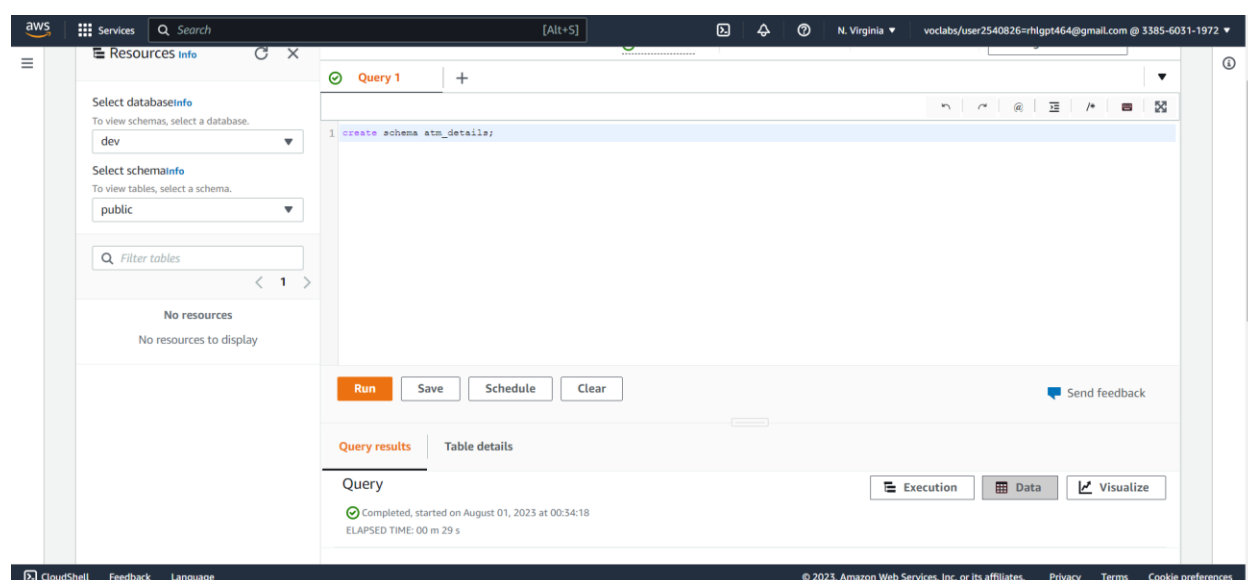 aws
Services
Search
[Alt+S]
N. Virginia
voclabs/user2540826=rhlgpt464@gmail.com @ 3385-6031-1972
Resources Info
Query 1
Select databaseInfo
To view schemas, select a database.
dev
Select schemaInfo
To view tables, select a schema.
public
Filter tables
1
No resources
No resources to display
1 create schema atm_details;
Run
Save
Schedule
Clear
Send feedback
Query results
Table details
Query
Execution
Data
Visualize
Completed, started on August 01, 2023 at 00:34:18
ELAPSED TIME: 00 m 29 s
CloudShell
Feedback
Language
© 2023, Amazon Web Services, Inc. or its affiliates.
Privacy
Terms
Cookie preferences